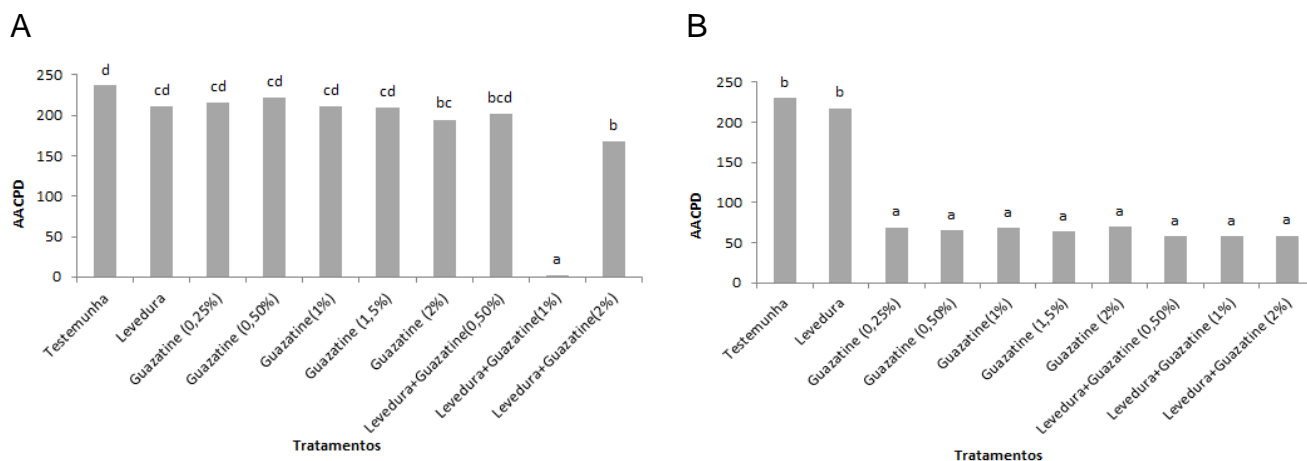 A
250
200
150
100
50
0
AACPD
d
cd
cd
cd
cd
cd
bc
bcd
a
b
Testemunha
Levedura
Guazatine (0,25%)
Guazatine (0,50%)
Guazatine(1%)
Guazatine (1,5%)
Guazatine (2%)
Levedura+Guazatine(0,50%)
Levedura+Guazatine(1%)
Levedura+Guazatine(2%)
Tratamentos
B
250
200
150
100
50
0
AACPD
b
b
a
a
a
a
a
a
a
a
Testemunha
Levedura
Guazatine (0,25%)
Guazatine (0,50%)
Guazatine(1%)
Guazatine (1,5%)
Guazatine (2%)
Levedura+Guazatine (0,50%)
Levedura+Guazatine (1%)
Levedura+Guazatine (2%)
Tratamentos